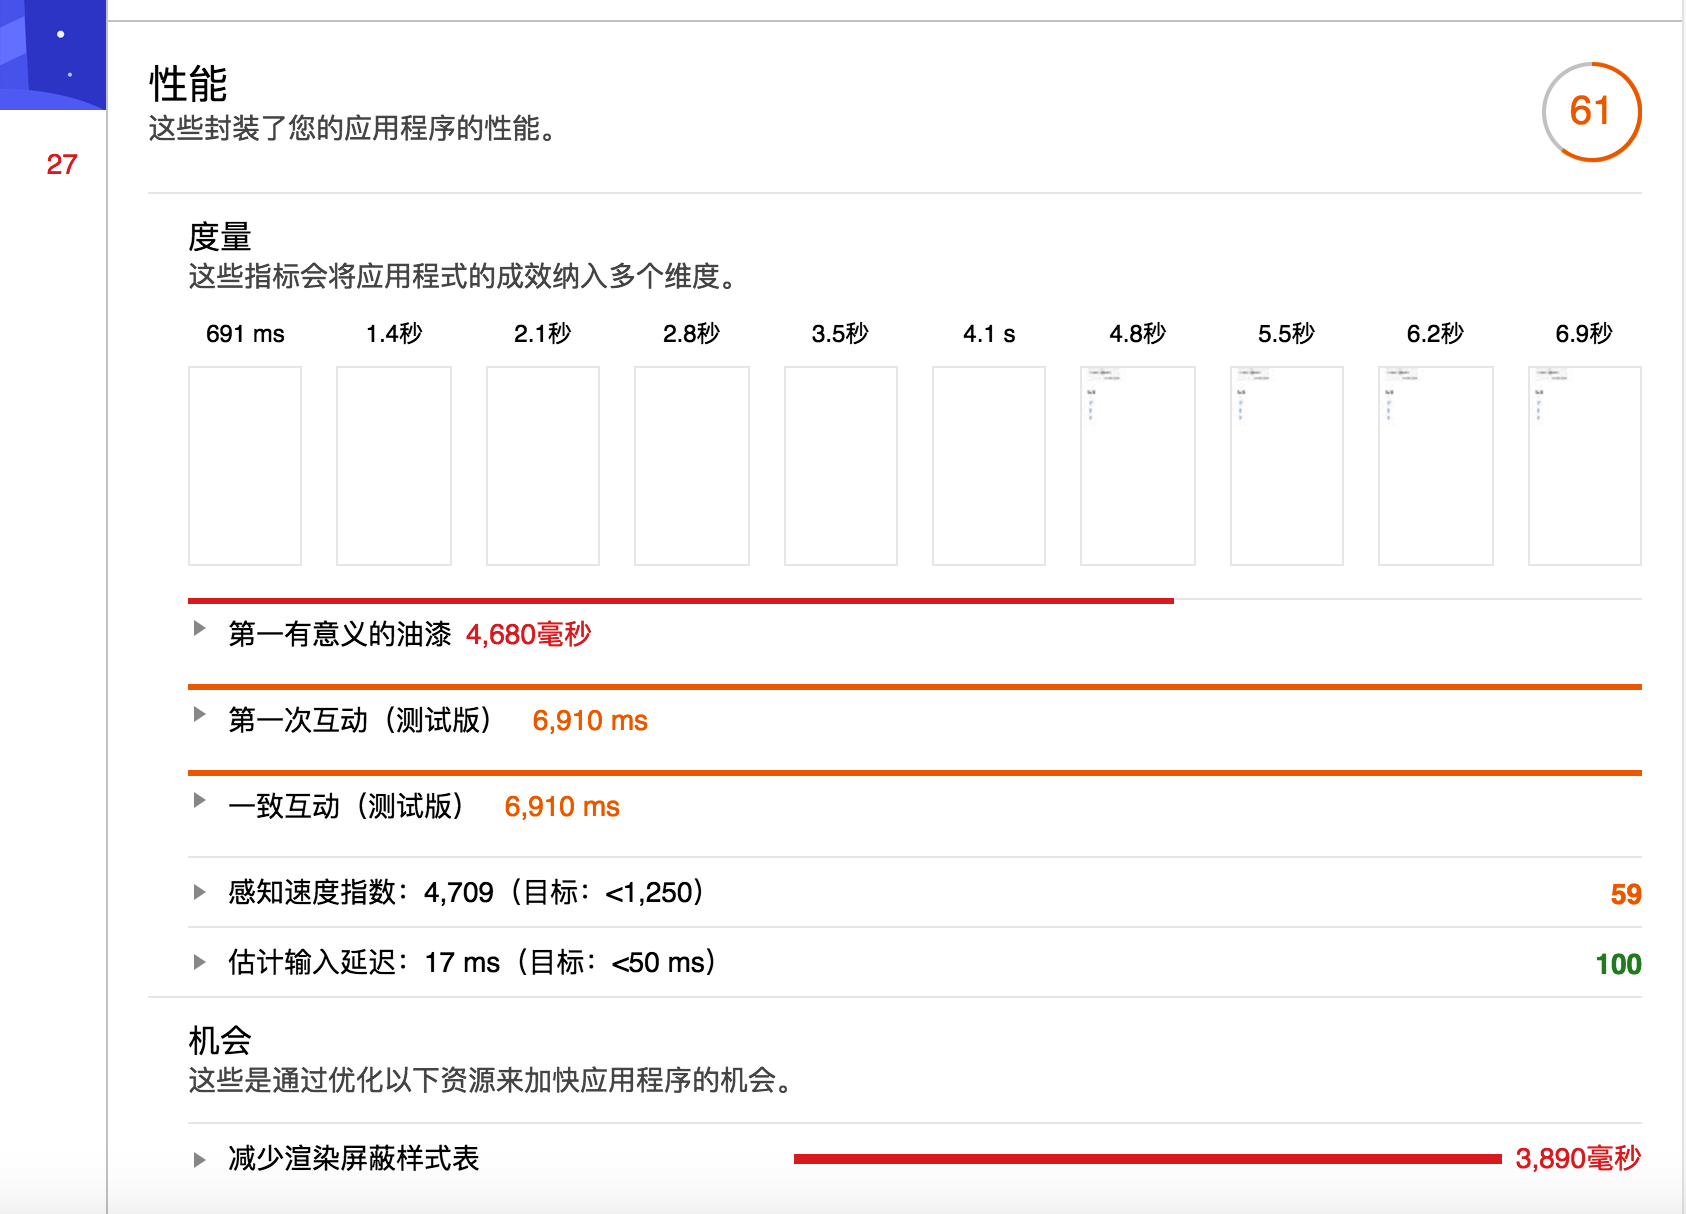 27
性能
这些封装了您的应用程序的性能。
61
度量
这些指标会将应用程式的成效纳入多个维度。
691 ms 1.4秒 2.1秒 2.8秒 3.5秒 4.1 s 4.8秒 5.5秒 6.2秒 6.9秒
第一有意义的油漆 4,680毫秒
第一次互动（测试版） 6,910 ms
一致互动（测试版） 6,910 ms
感知速度指数：4,709（目标：<1,250） 59
估计输入延迟：17 ms（目标：<50 ms） 100
机会
这些是通过优化以下资源来加快应用程序的机会。
减少渲染屏蔽样式表 3,890毫秒